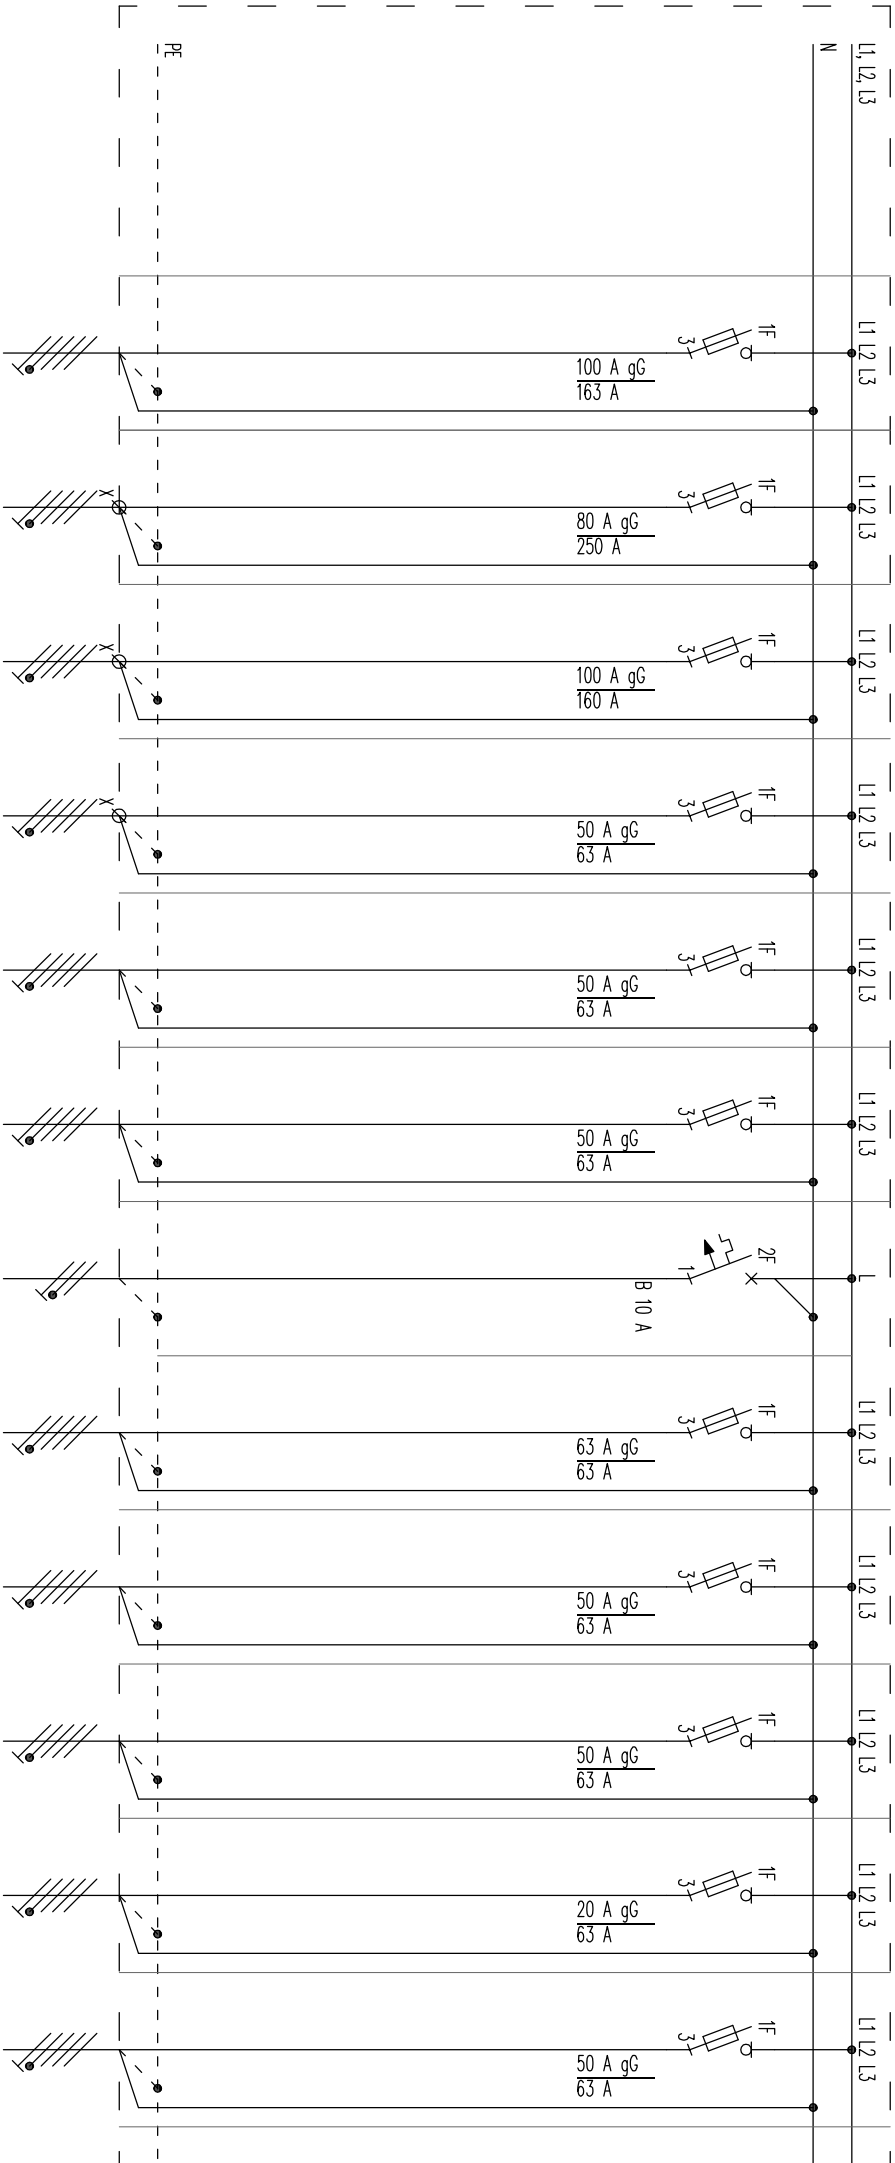 PE
N
L1, L2, L3
L1 L2 L3
1F
3
100 A gG
163 A
L1 L2 L3
1F
3
80 A gG
250 A
X
L1 L2 L3
1F
3
100 A gG
160 A
X
L1 L2 L3
1F
3
50 A gG
63 A
X
L1 L2 L3
1F
3
50 A gG
63 A
L1 L2 L3
1F
3
50 A gG
63 A
L
2F
1
B 10 A
L1 L2 L3
1F
3
63 A gG
63 A
L1 L2 L3
1F
3
50 A gG
63 A
L1 L2 L3
1F
3
50 A gG
63 A
L1 L2 L3
1F
3
20 A gG
63 A
L1 L2 L3
1F
3
50 A gG
63 A